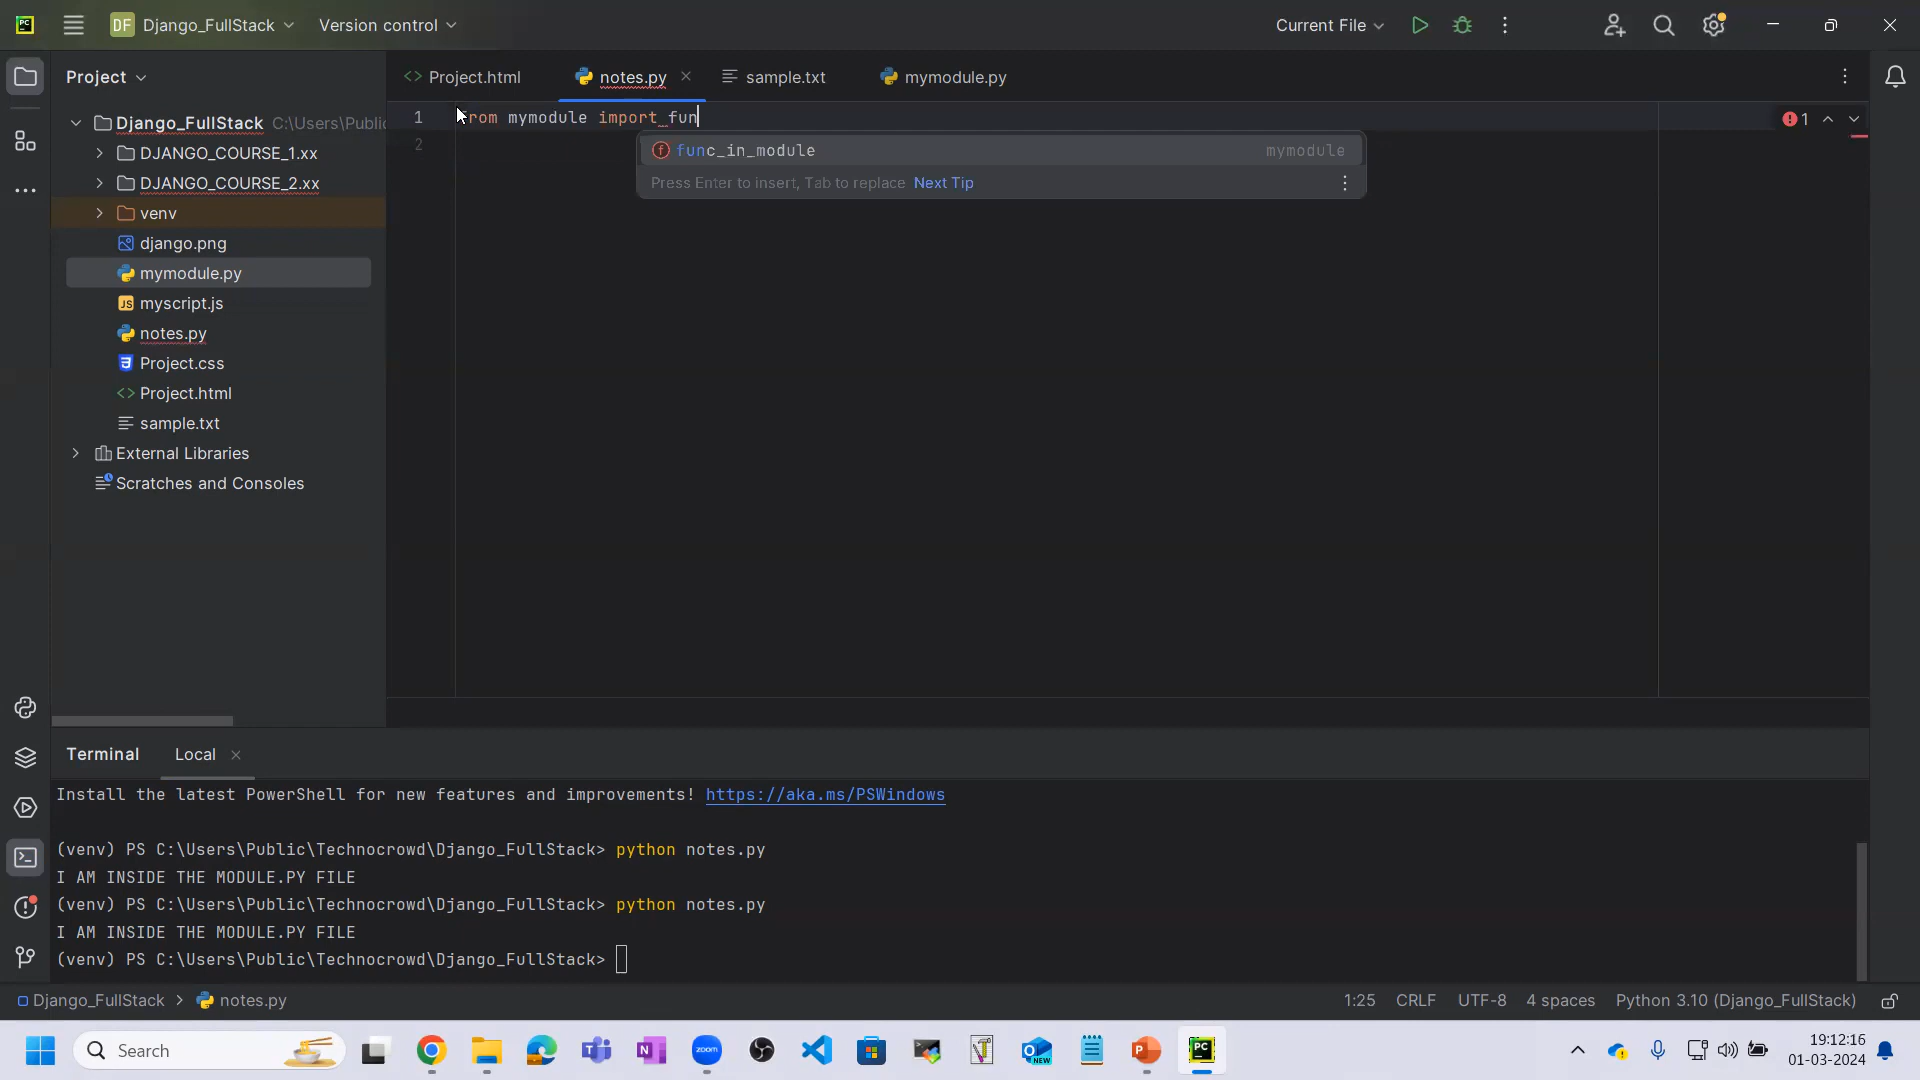 PC DF Django_FullStack Version control Current File
Project
Project.html notes.py sample.txt mymodule.py
Django_FullStack C:\Users\Public
DJANGO_COURSE_1.xx
DJANGO_COURSE_2.xx
venv
django.png
mymodule.py
JS myscript.js
notes.py
Project.css
Project.html
sample.txt
External Libraries
Scratches and Consoles
1 from mymodule import fun
2
1
f func_in_module mymodule
Press Enter to insert, Tab to replace Next Tip
Terminal Local
Install the latest PowerShell for new features and improvements! https://aka.ms/PSWindows
(venv) PS C:\Users\Public\Technocrowd\Django_FullStack> python notes.py
I AM INSIDE THE MODULE.PY FILE
(venv) PS C:\Users\Public\Technocrowd\Django_FullStack> python notes.py
I AM INSIDE THE MODULE.PY FILE
(venv) PS C:\Users\Public\Technocrowd\Django_FullStack>
Django_FullStack > notes.py 1:25 CRLF UTF-8 4 spaces Python 3.10 (Django_FullStack)
Search zoom NEW PC
19:12:16
01-03-2024